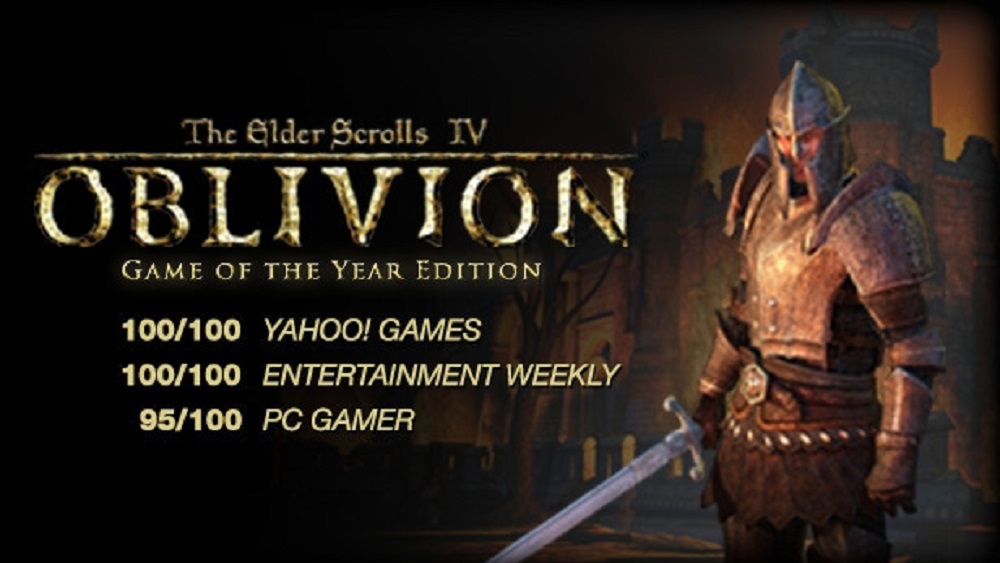 The Elder Scrolls IV
OBLIVION
GAME OF THE YEAR EDITION
100/100 YAHOO! GAMES
100/100 ENTERTAINMENT WEEKLY
95/100 PC GAMER